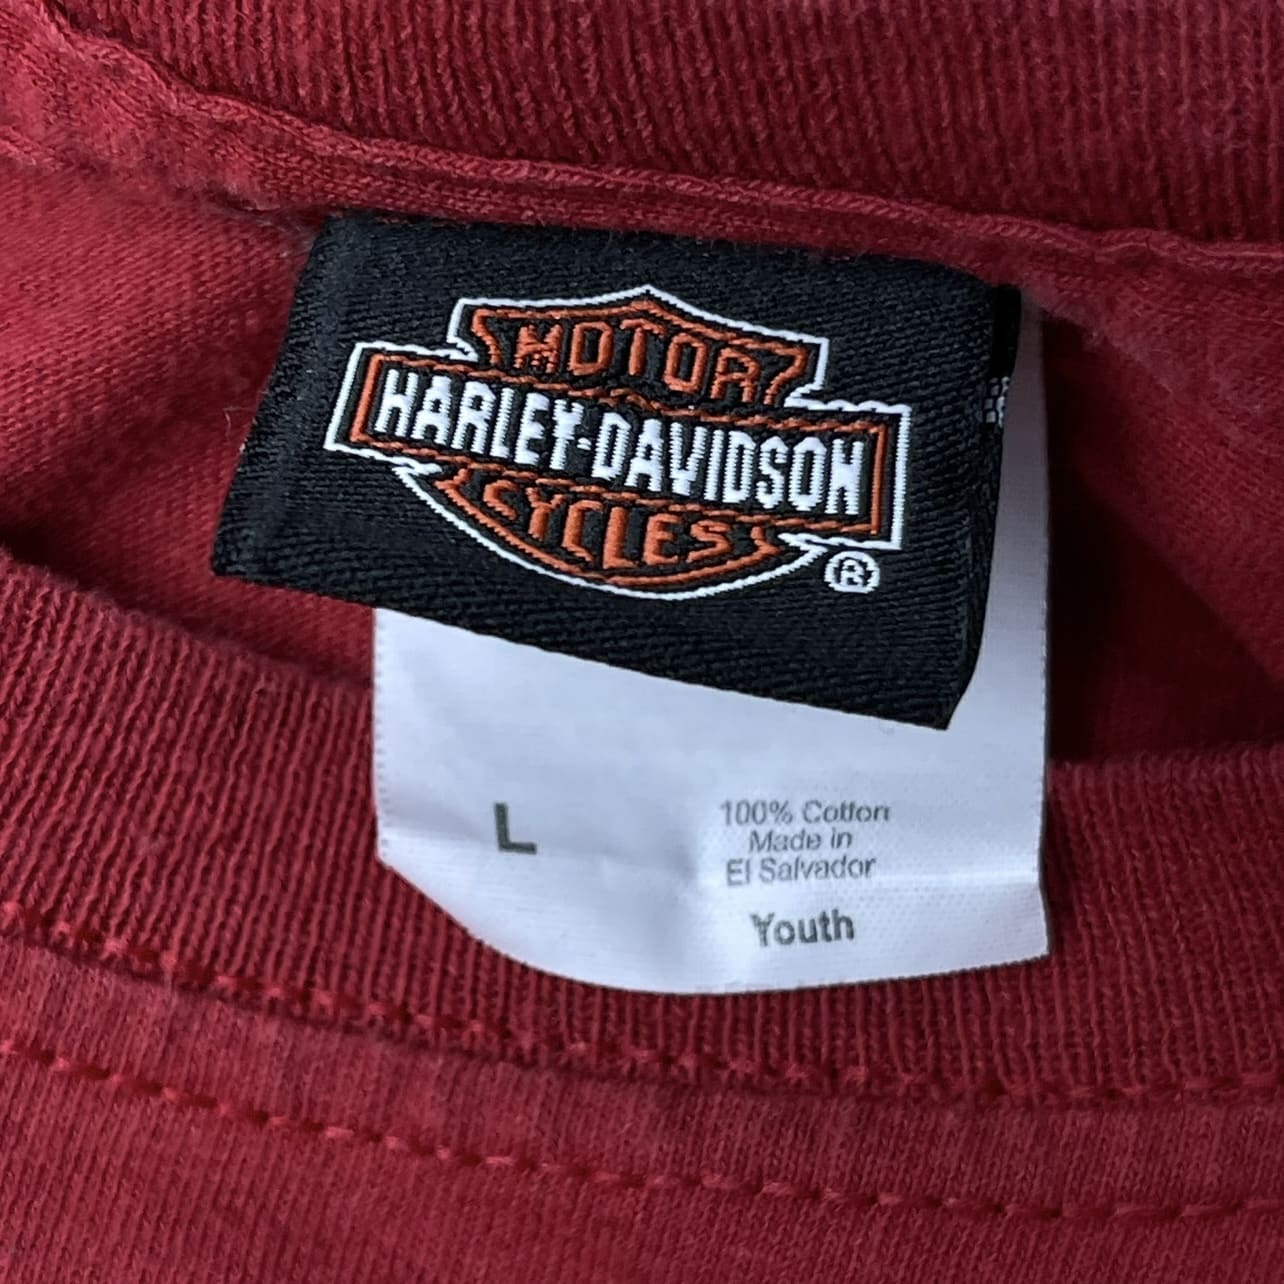 MOTOR
HARLEY-DAVIDSON
CYCLES
®
L
100% Cotton
Made in
El Salvador
Youth